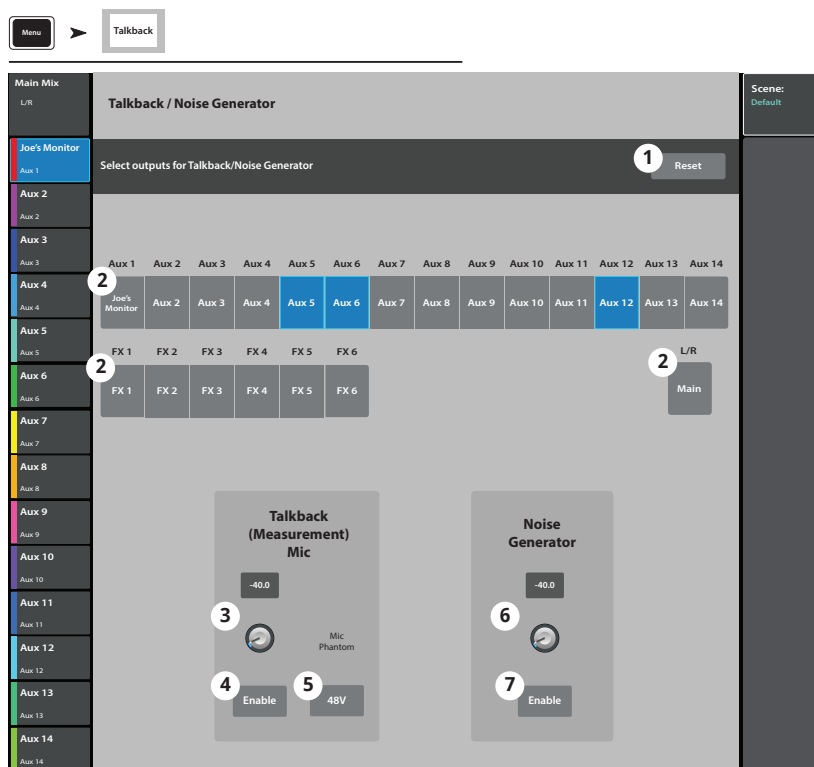 Menu
Talkback
Main Mix
L/R
Talkback / Noise Generator
Scene:
Default
Joe's Monitor
Aux 1
Select outputs for Talkback/Noise Generator
1
Reset
Aux 2
Aux 2
Aux 3
Aux 3
Aux 4
Aux 4
Aux 5
Aux 5
Aux 6
Aux 6
Aux 7
Aux 7
Aux 8
Aux 8
Aux 9
Aux 9
Aux 10
Aux 10
Aux 11
Aux 11
Aux 12
Aux 12
Aux 13
Aux 13
Aux 14
Aux 14
Aux 1 Aux 2 Aux 3 Aux 4 Aux 5 Aux 6 Aux 7 Aux 8 Aux 9 Aux 10 Aux 11 Aux 12 Aux 13 Aux 14
2
Joe's
Monitor
Aux 2 Aux 3 Aux 4 Aux 5 Aux 6 Aux 7 Aux 8 Aux 9 Aux 10 Aux 11 Aux 12 Aux 13 Aux 14
FX 1 FX 2 FX 3 FX 4 FX 5 FX 6
2
FX 1 FX 2 FX 3 FX 4 FX 5 FX 6
L/R
2
Main
Talkback
(Measurement)
Mic
-40.0
3
Mic
Phantom
4
Enable
5
48V
Noise
Generator
-40.0
6
7
Enable